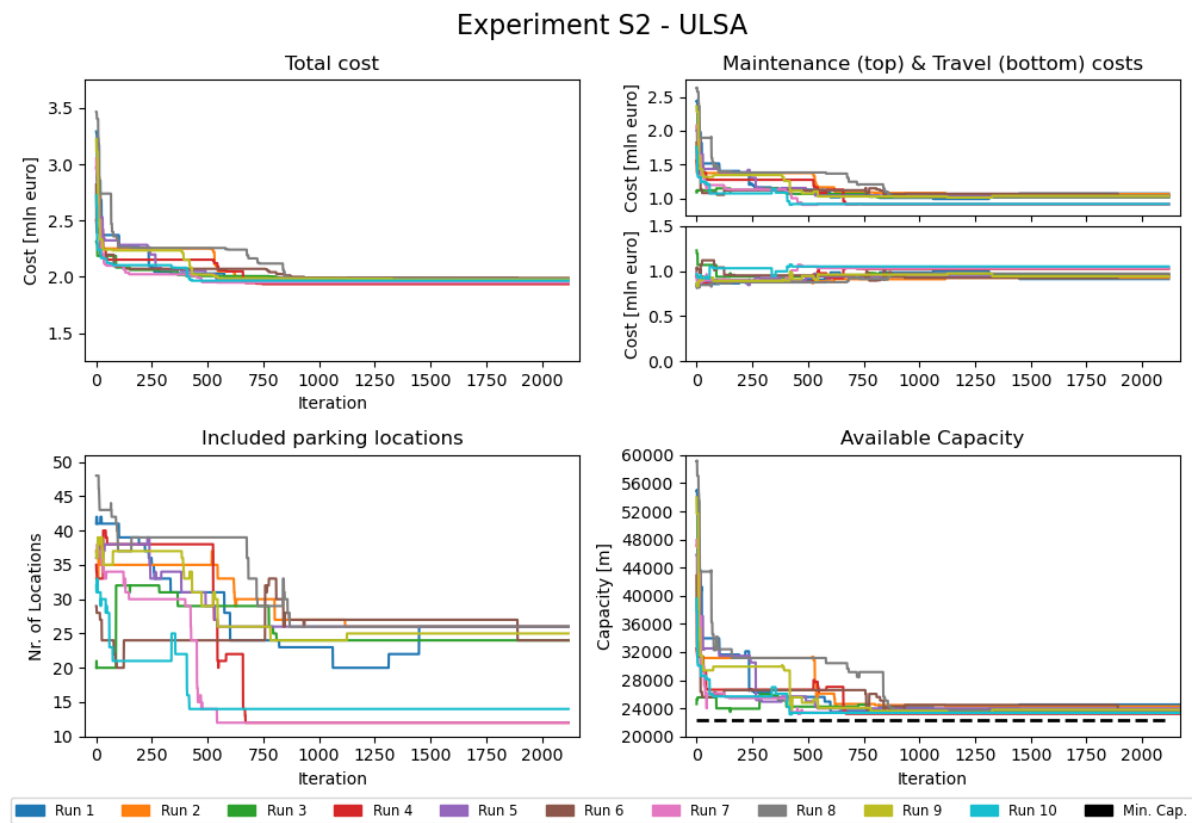 Experiment S2 - ULSA
Total cost
Cost [mln euro]
3.5
3.0
2.5
2.0
1.5
0 250 500 750 1000 1250 1500 1750 2000
Iteration
Maintenance (top) & Travel (bottom) costs
Cost [mln euro]
2.5
2.0
1.5
1.0
Cost [mln euro]
1.5
1.0
0.5
0.0
0 250 500 750 1000 1250 1500 1750 2000
Included parking locations
Nr. of Locations
50
45
40
35
30
25
20
15
10
0 250 500 750 1000 1250 1500 1750 2000
Iteration
Available Capacity
Capacity [m]
60000
56000
52000
48000
44000
40000
36000
32000
28000
24000
20000
0 250 500 750 1000 1250 1500 1750 2000
Iteration
Run 1 Run 2 Run 3 Run 4 Run 5 Run 6 Run 7 Run 8 Run 9 Run 10 Min. Cap.